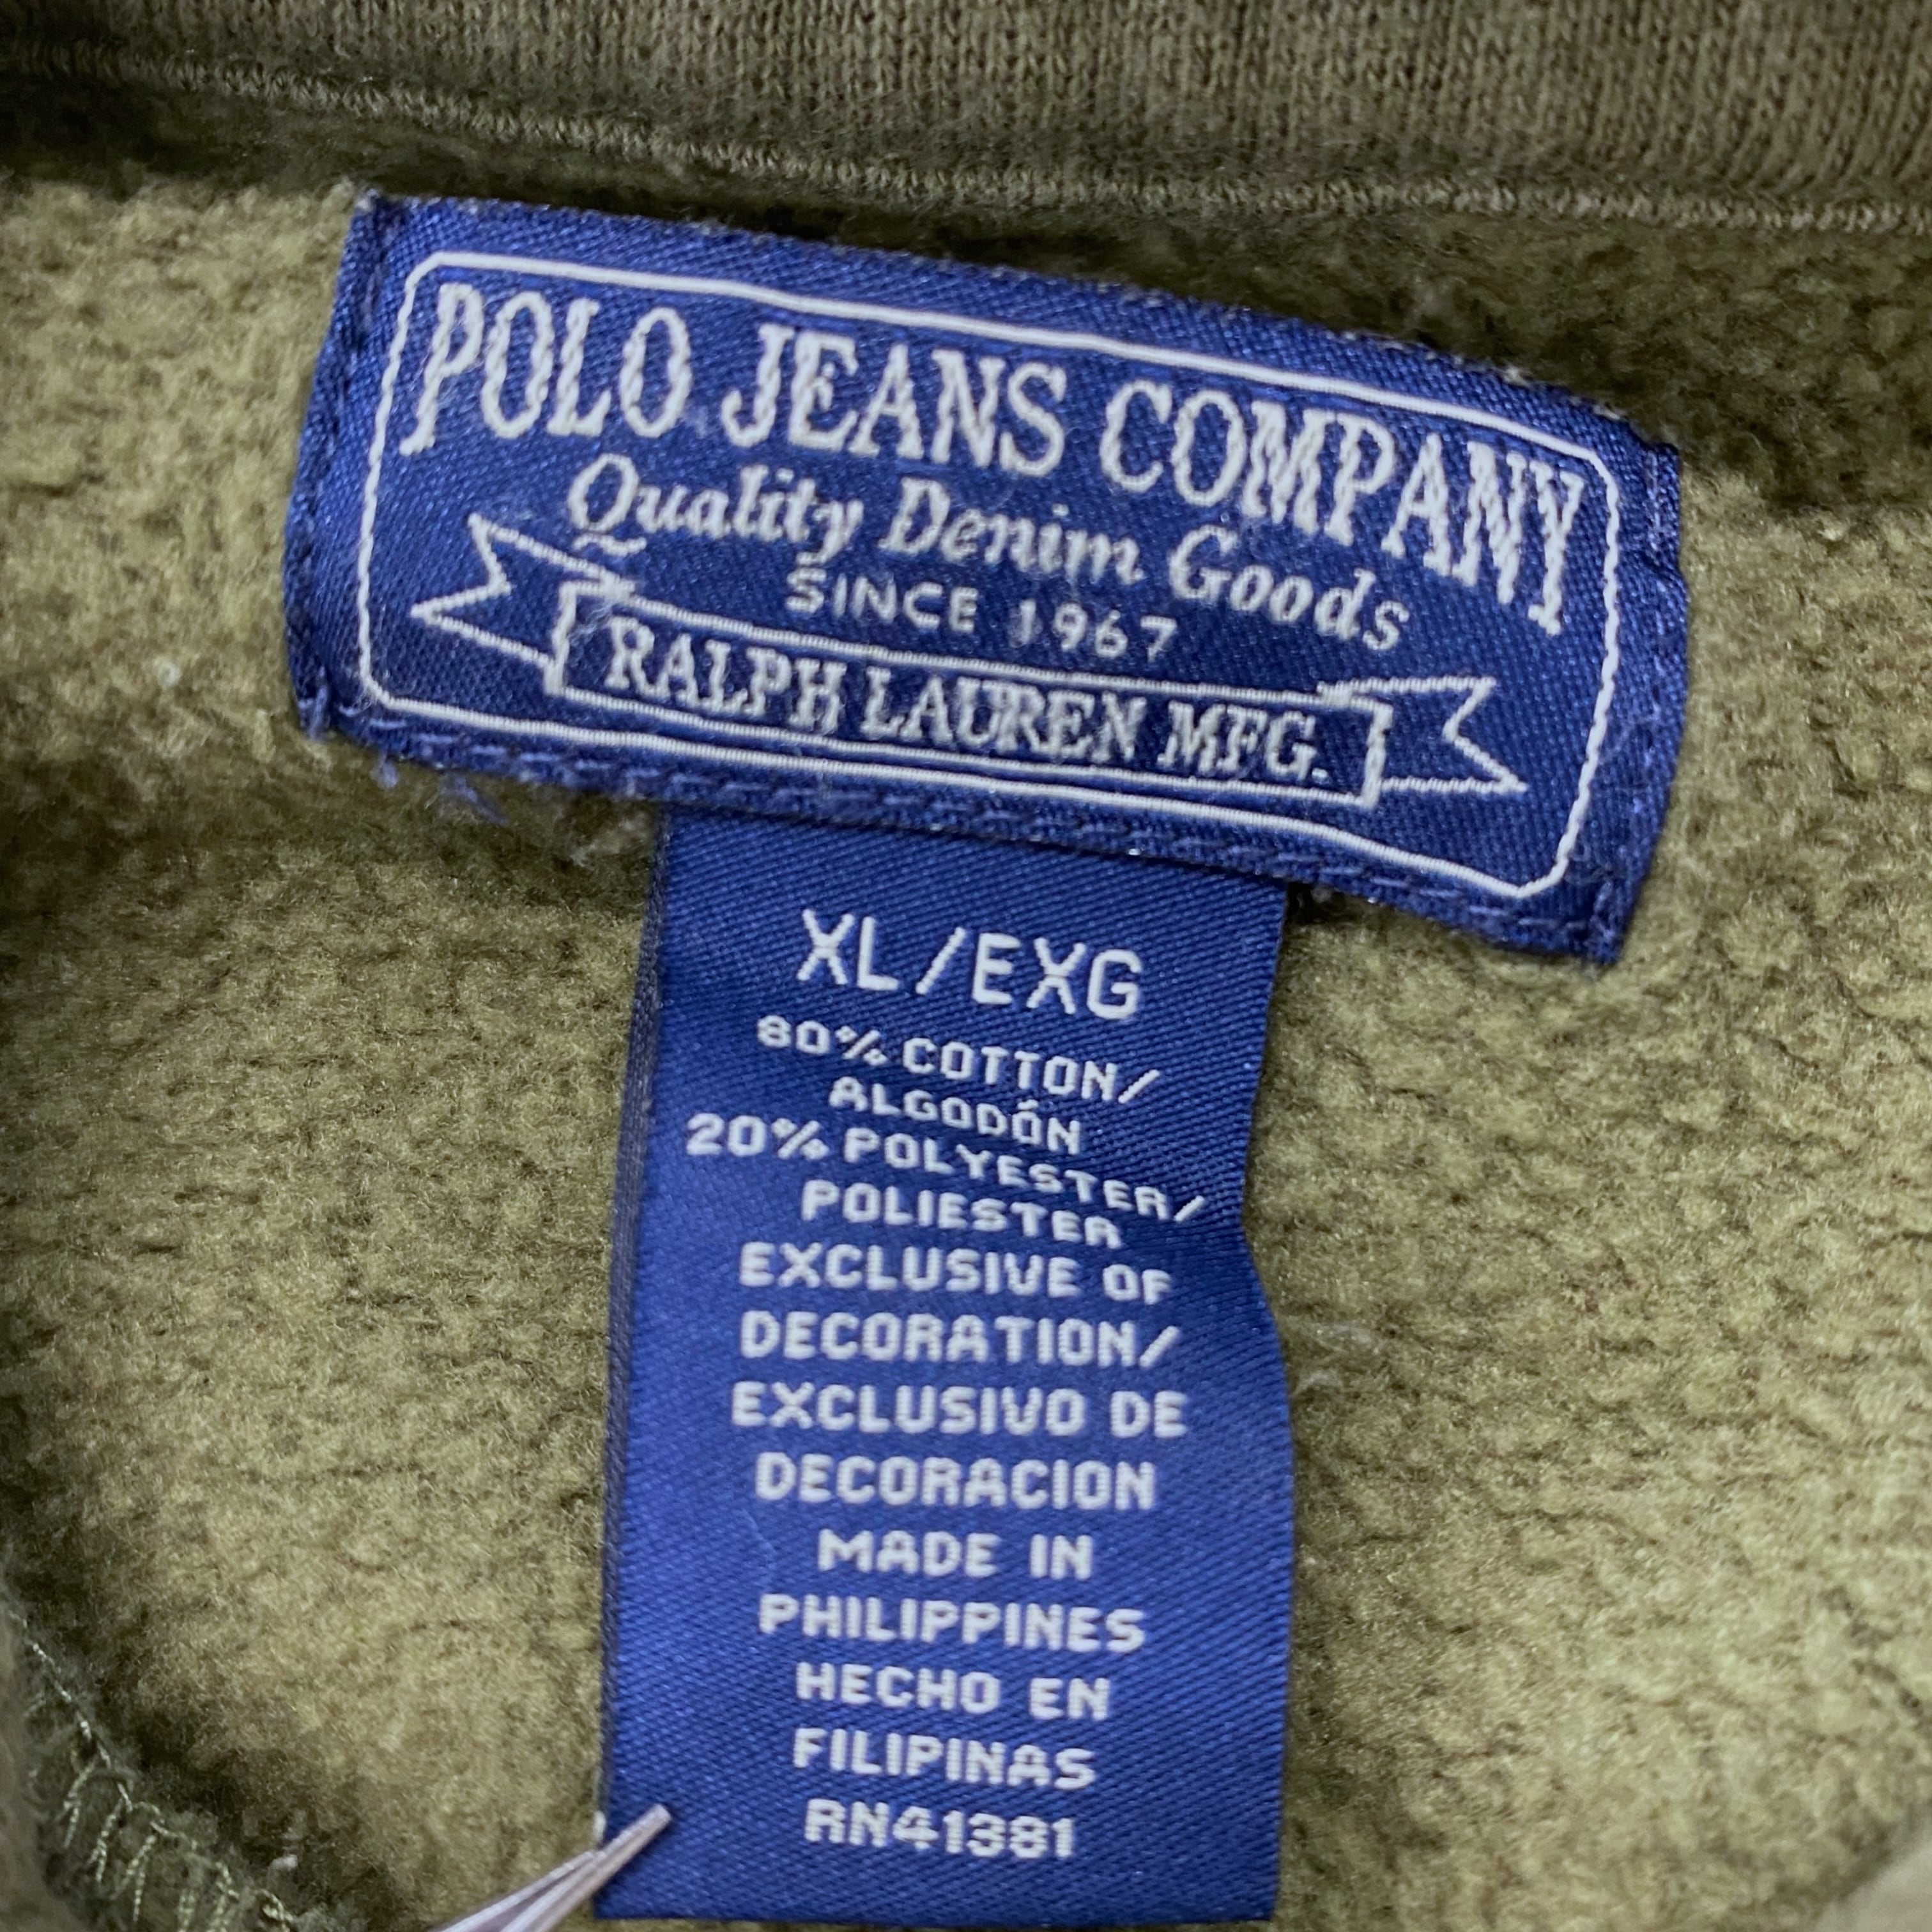 POLO JEANS COMPANY
Quality Denim Goods
SINCE 1967
RALPH LAUREN MFG.
XL/EXG
80% COTTON/
ALGODÓN
20% POLYESTER/
POLIESTER
EXCLUSIVE OF
DECORATION/
EXCLUSIVO DE
DECORACION
MADE IN
PHILIPPINES
HECHO EN
FILIPINAS
RN41381